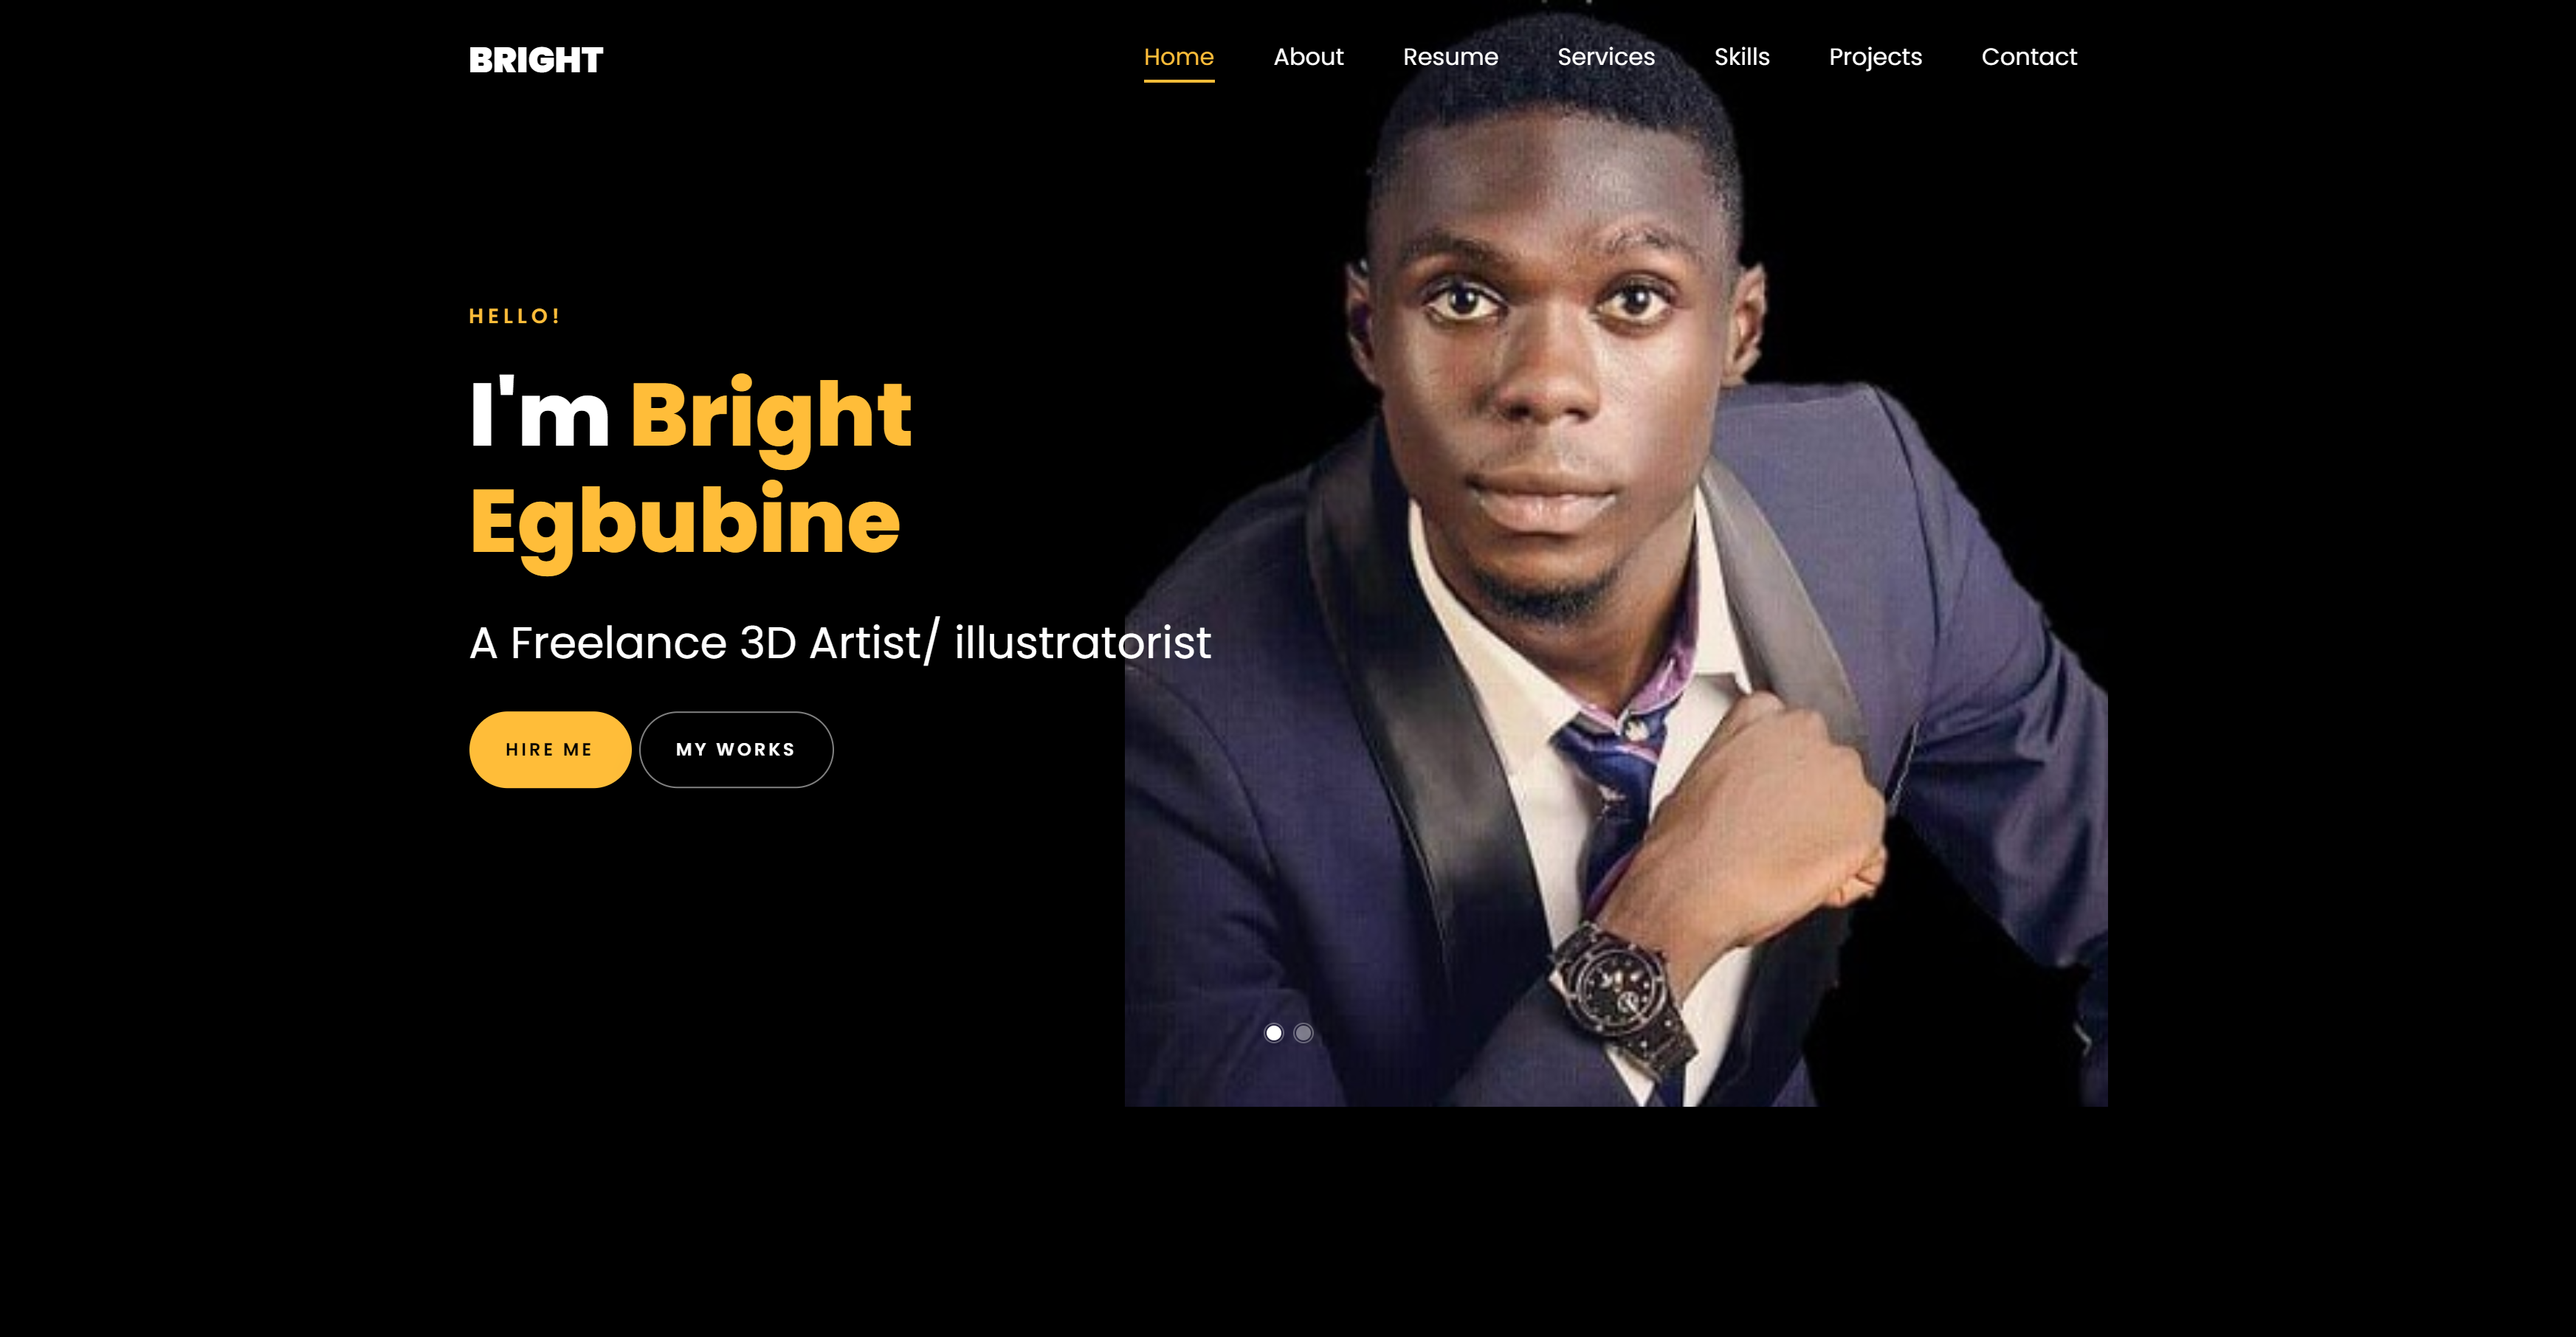 BRIGHT
Home About Resume Services Skills Projects Contact
HELLO!
I'm Bright
Egbubine
A Freelance 3D Artist/ illustratorist
HIRE ME MY WORKS